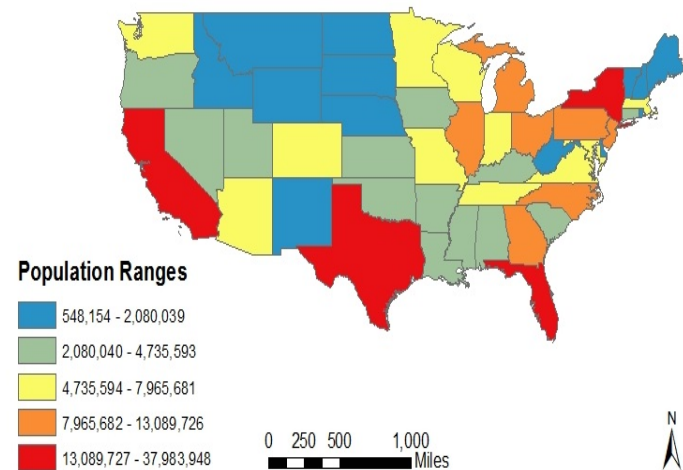 Population Ranges
548,154 - 2,080,039
2,080,040 - 4,735,593
4,735,594 - 7,965,681
7,965,682 - 13,089,726
13,089,727 - 37,983,948
0 250 500 1,000
Miles
N